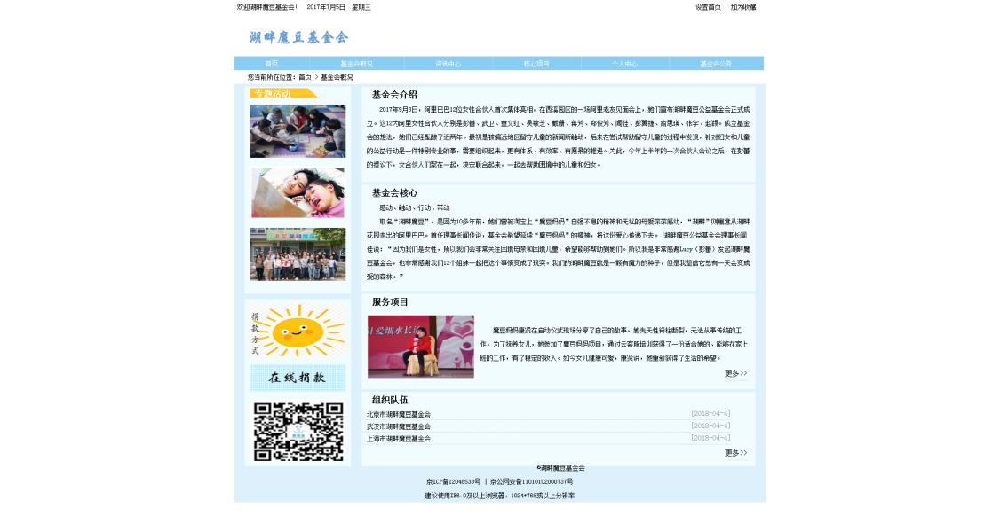 欢迎湖畔魔豆基金会! 2017年7月5日 星期三
设置首页 加为收藏
湖畔魔豆基金会
首页 基金会概况 资讯中心 核心项目 个人中心 基金会公务
您当前所在位置：首页 > 基金会概况
专题活动
捐款方式
在线捐款
基金会介绍
2017年9月8日，阿里巴巴12位女性合伙人首次集体亮相，在西溪园区的一场阿里老友见面会上，她们宣布湖畔魔豆公益基金会正式成
立。这12为阿里女性合伙人分别是彭蕾、武卫、童文红、吴敏芝、戴珊、蒋芳、郑俊芳、闻佳、彭翼捷、俞思瑛、张宇、赵颖。成立基金
会的想法，她们已经酝酿了近两年。最初是被偏远地区留守儿童的新闻所触动，后来在尝试帮助留守儿童的过程中发现，针对妇女和儿童
的公益行动是一件特别专业的事，需要组织起来，更有体系、有效率、有愿景的推进。为此，今年上半年的一次合伙人会议之后，在彭蕾
的提议下，女合伙人们聚在一起，决定联合起来，一起去帮助困境中的儿童和妇女。
基金会核心
感动、触动、行动、带动
取名“湖畔魔豆”，是因为10多年前，他们曾被淘宝上“魔豆妈妈”自强不息的精神和无私的母爱深深感动，“湖畔”则寓意从湖畔
花园走出的阿里巴巴。首任理事长闻佳说，基金会希望延续“魔豆妈妈”的精神，将这份爱心传递下去。 湖畔魔豆公益基金会理事长闻
佳说：“因为我们是女性，所以我们会非常关注困境母亲和困境儿童，希望能够帮助到她们。所以我是非常感谢Lucy（彭蕾）发起湖畔魔
豆基金会，也非常感谢我们12个姐妹一起把这个事情变成了现实。我们的湖畔魔豆就是一颗有魔力的种子，但是我坚信它总有一天会变成
爱的森林。”
服务项目
魔豆妈妈康灵在启动仪式现场分享了自己的故事，她先天性脊柱断裂，无法从事传统的工
作，为了抚养女儿，她参加了魔豆妈妈项目，通过云客服培训获得了一份适合她的、能够在家上
班的工作，有了稳定的收入。如今女儿健康可爱，康灵说，她重新获得了生活的希望。
更多>>
组织队伍
北京市湖畔魔豆基金会 [2018-04-4]
武汉市湖畔魔豆基金会 [2018-04-4]
上海市湖畔魔豆基金会 [2018-04-4]
更多>>
©湖畔魔豆基金会
京ICP备12048533号 | 京公网安备11010102000737号
建议使用IE6.0及以上浏览器，1024*768或以上分辨率